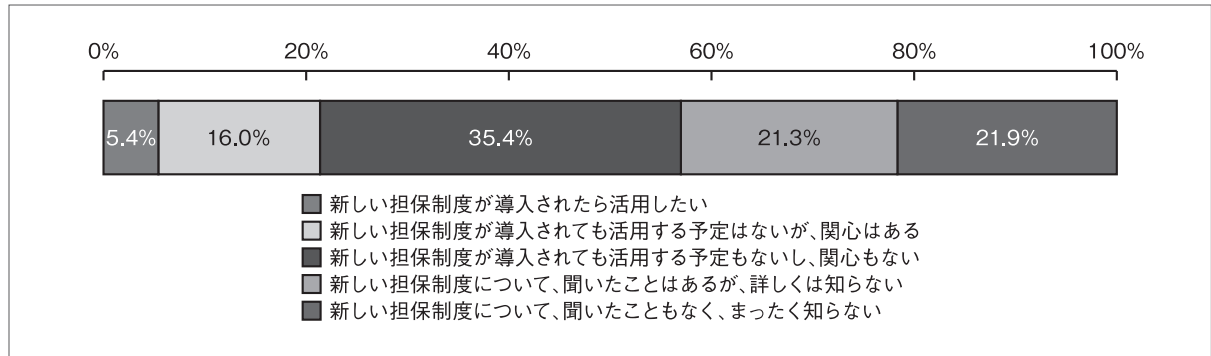 0% 20% 40% 60% 80% 100%
5.4% 16.0% 35.4% 21.3% 21.9%
新しい担保制度が導入されたら活用したい
新しい担保制度が導入されても活用する予定はないが、関心はある
新しい担保制度が導入されても活用する予定もないし、関心もない
新しい担保制度について、聞いたことはあるが、詳しくは知らない
新しい担保制度について、聞いたこともなく、まったく知らない